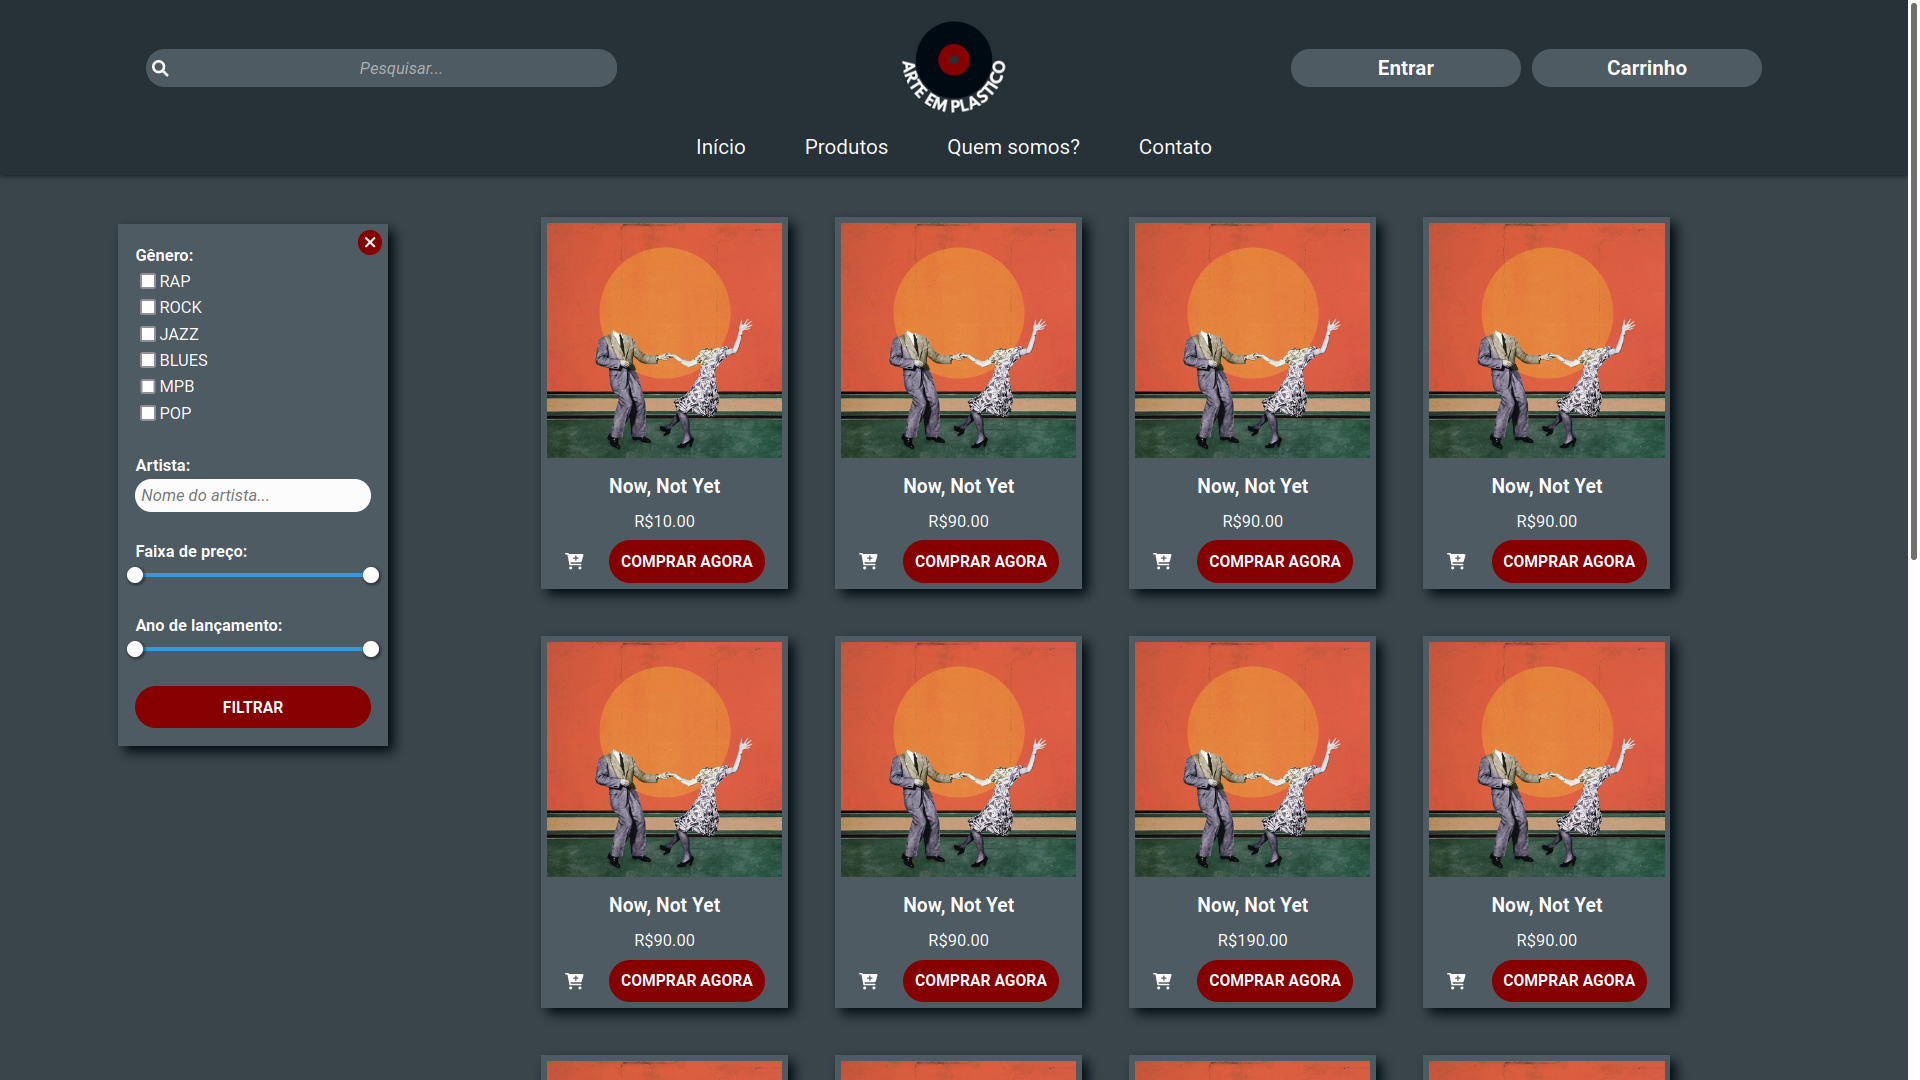 Pesquisar...
ARTE EM PLASTICO
Entrar
Carrinho
Início
Produtos
Quem somos?
Contato
Gênero:
RAP
ROCK
JAZZ
BLUES
MPB
POP
Artista:
Nome do artista...
Faixa de preço:
Ano de lançamento:
FILTRAR
Now, Not Yet
R$10.00
COMPRAR AGORA
Now, Not Yet
R$90.00
COMPRAR AGORA
Now, Not Yet
R$90.00
COMPRAR AGORA
Now, Not Yet
R$90.00
COMPRAR AGORA
Now, Not Yet
R$90.00
COMPRAR AGORA
Now, Not Yet
R$90.00
COMPRAR AGORA
Now, Not Yet
R$190.00
COMPRAR AGORA
Now, Not Yet
R$90.00
COMPRAR AGORA